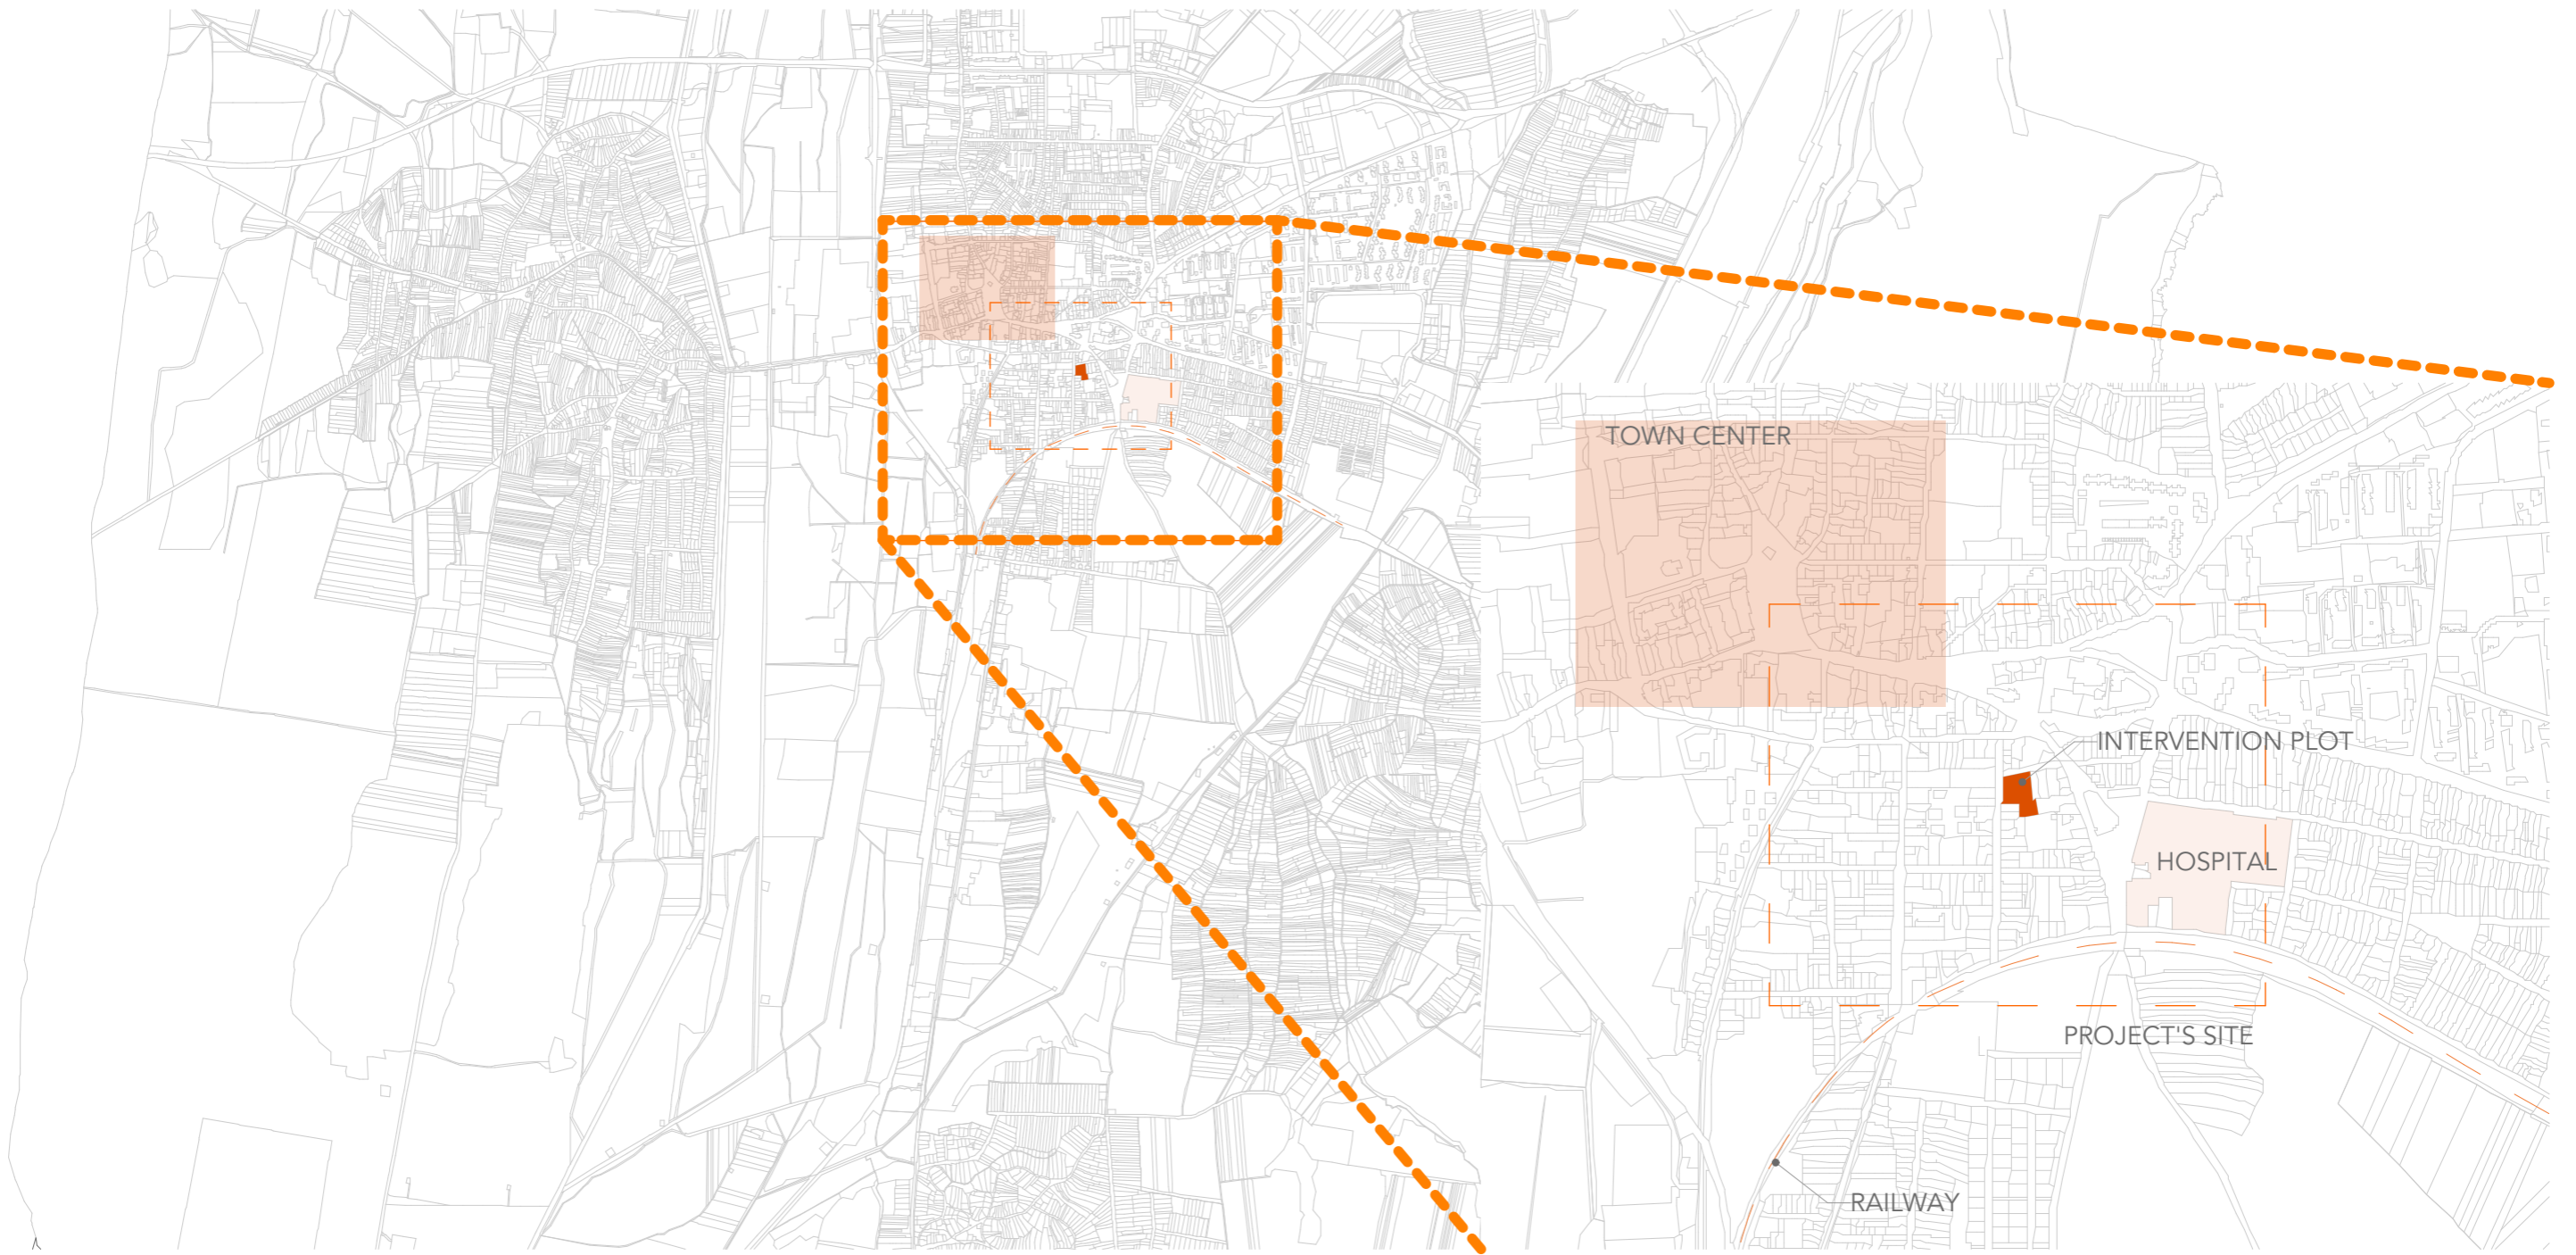 TOWN CENTER
INTERVENTION PLOT
HOSPITAL
PROJECT'S SITE
RAILWAY